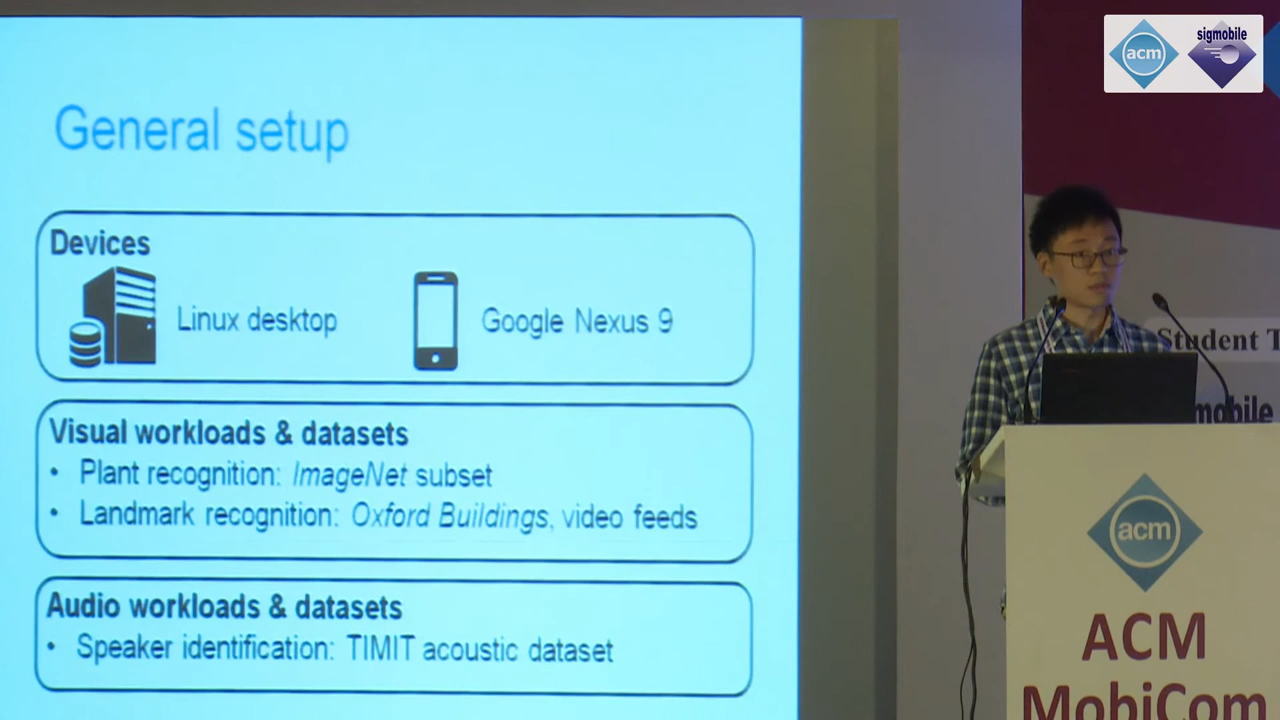 General setup
Devices
Linux desktop
Google Nexus 9
Visual workloads & datasets
• Plant recognition: ImageNet subset
• Landmark recognition: Oxford Buildings, video feeds
Audio workloads & datasets
• Speaker identification: TIMIT acoustic dataset
acm
sigmobile
Student T
mobile
acm
ACM
MobiCom